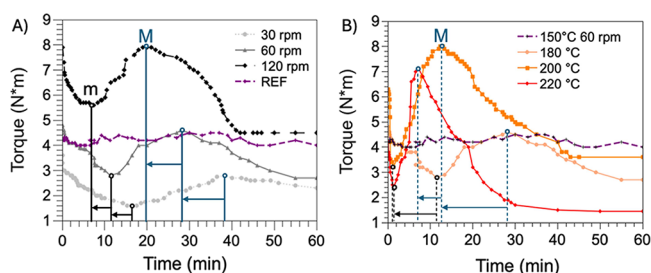 A)
Torque (N*m)
9
8
7
6
5
4
3
2
1
0 10 20 30 40 50 60
Time (min)
M
m
30 rpm
60 rpm
120 rpm
REF
B)
Torque (N*m)
9
8
7
6
5
4
3
2
1
0 10 20 30 40 50 60
Time (min)
M
150°C 60 rpm
180 °C
200 °C
220 °C